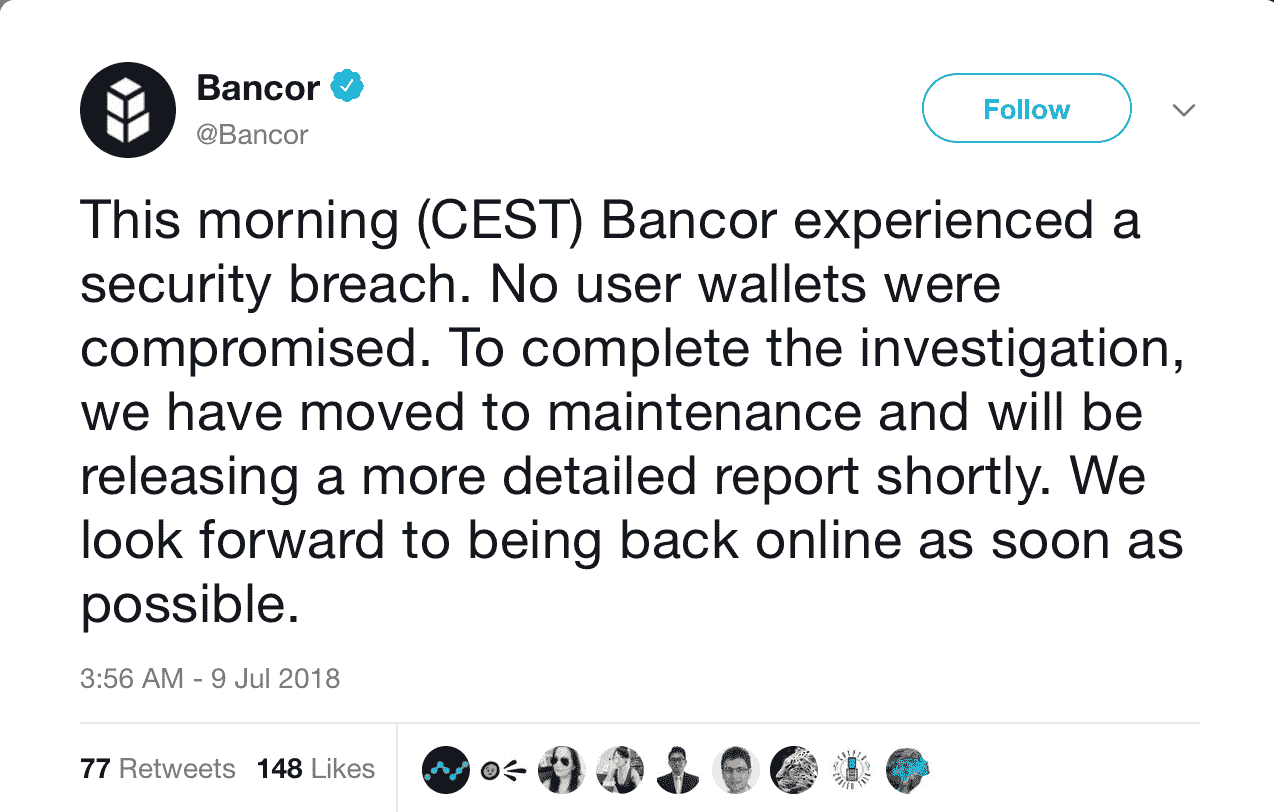 Bancor
@Bancor
Follow
This morning (CEST) Bancor experienced a
security breach. No user wallets were
compromised. To complete the investigation,
we have moved to maintenance and will be
releasing a more detailed report shortly. We
look forward to being back online as soon as
possible.
3:56 AM - 9 Jul 2018
77 Retweets 148 Likes